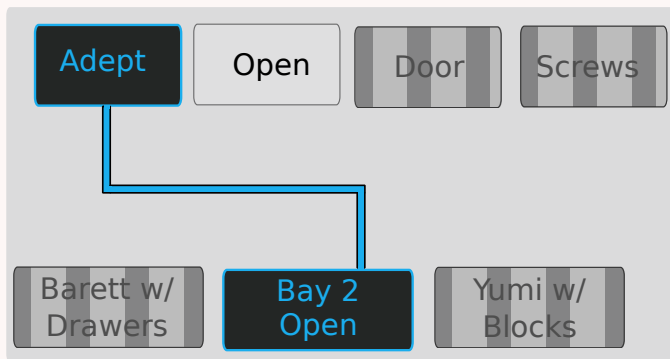 Adept
Open
Door
Screws
Barett w/
Drawers
Bay 2
Open
Yumi w/
Blocks